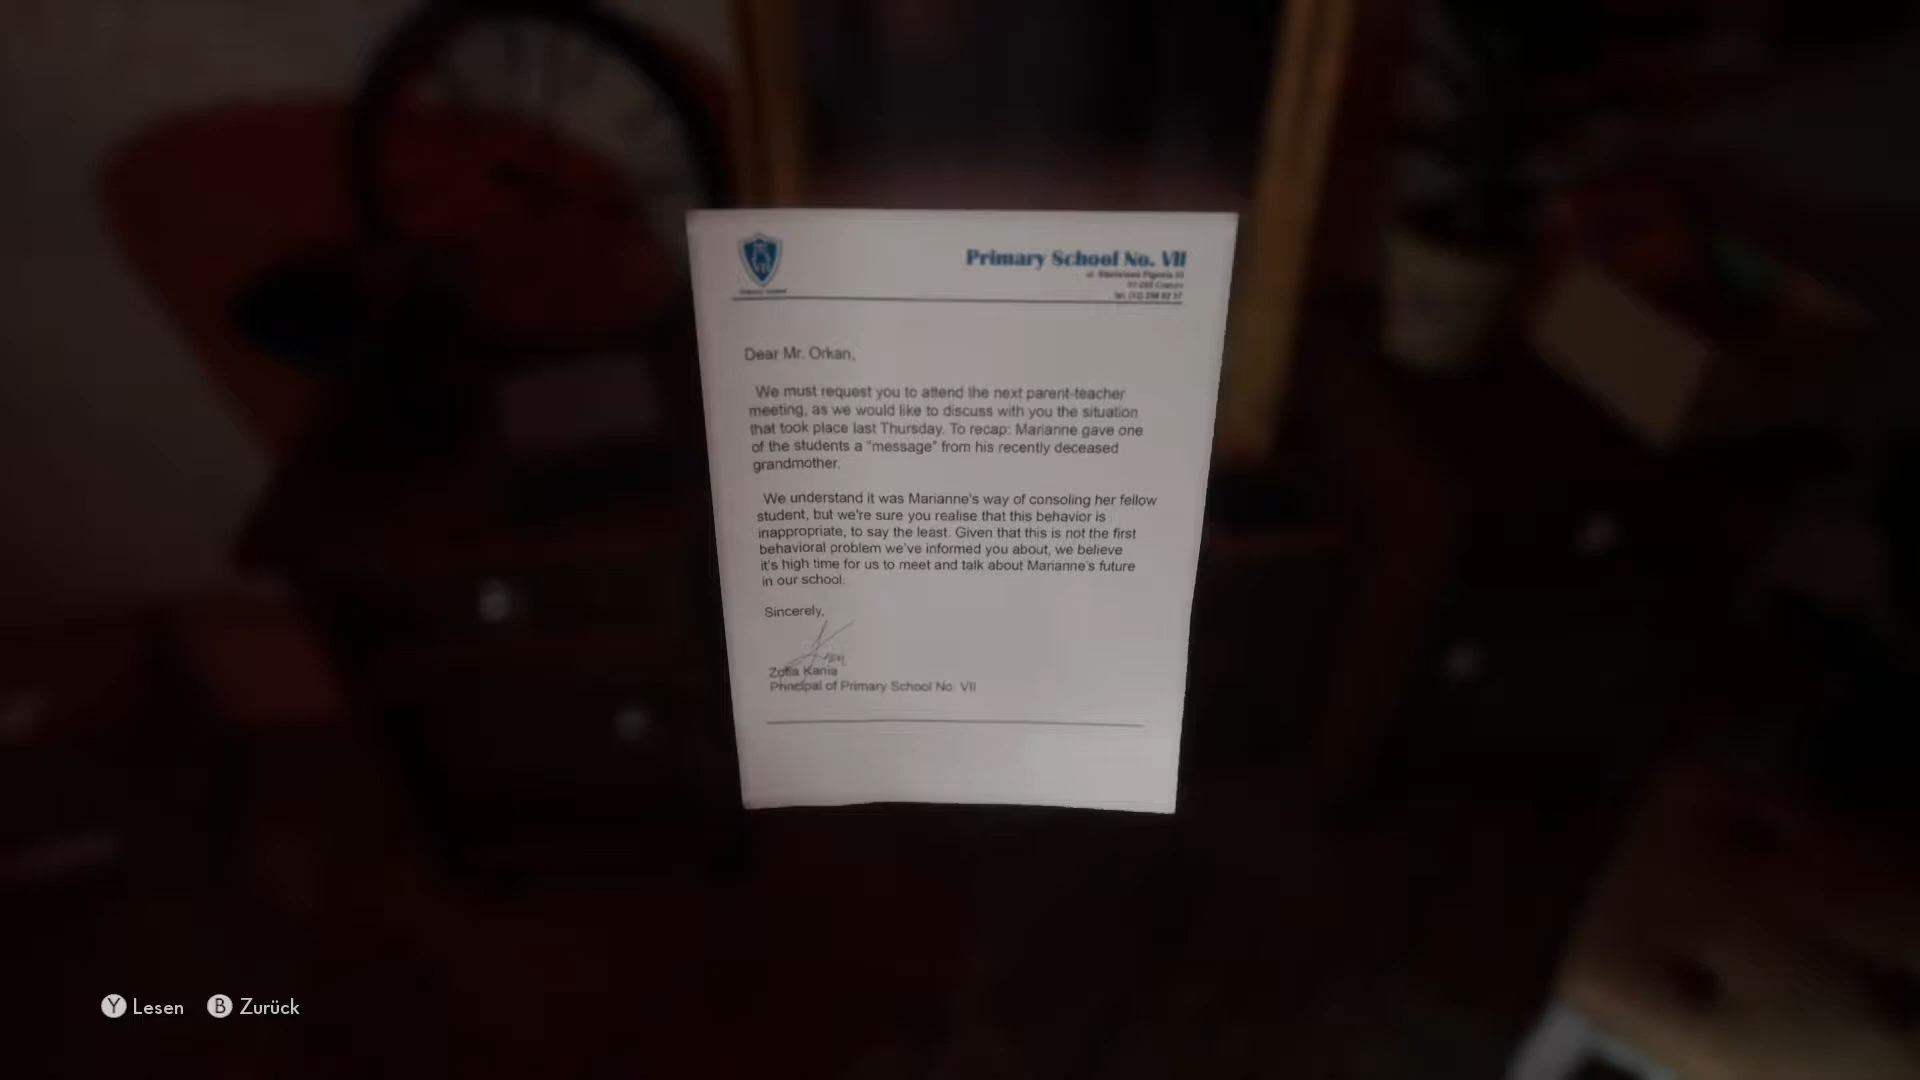 Primary School No. VII
Dear Mr. Orkan,
We must request you to attend the next parent-teacher
meeting, as we would like to discuss with you the situation
that took place last Thursday. To recap: Marianne gave one
of the students a "message" from his recently deceased
grandmother.
We understand it was Marianne's way of consoling her fellow
student, but we're sure you realise that this behavior is
inappropriate, to say the least. Given that this is not the first
behavioral problem we've informed you about, we believe
it's high time for us to meet and talk about Marianne's future
in our school.
Sincerely,
Zofia Kania
Principal of Primary School No. VII
Y Lesen B Zurück